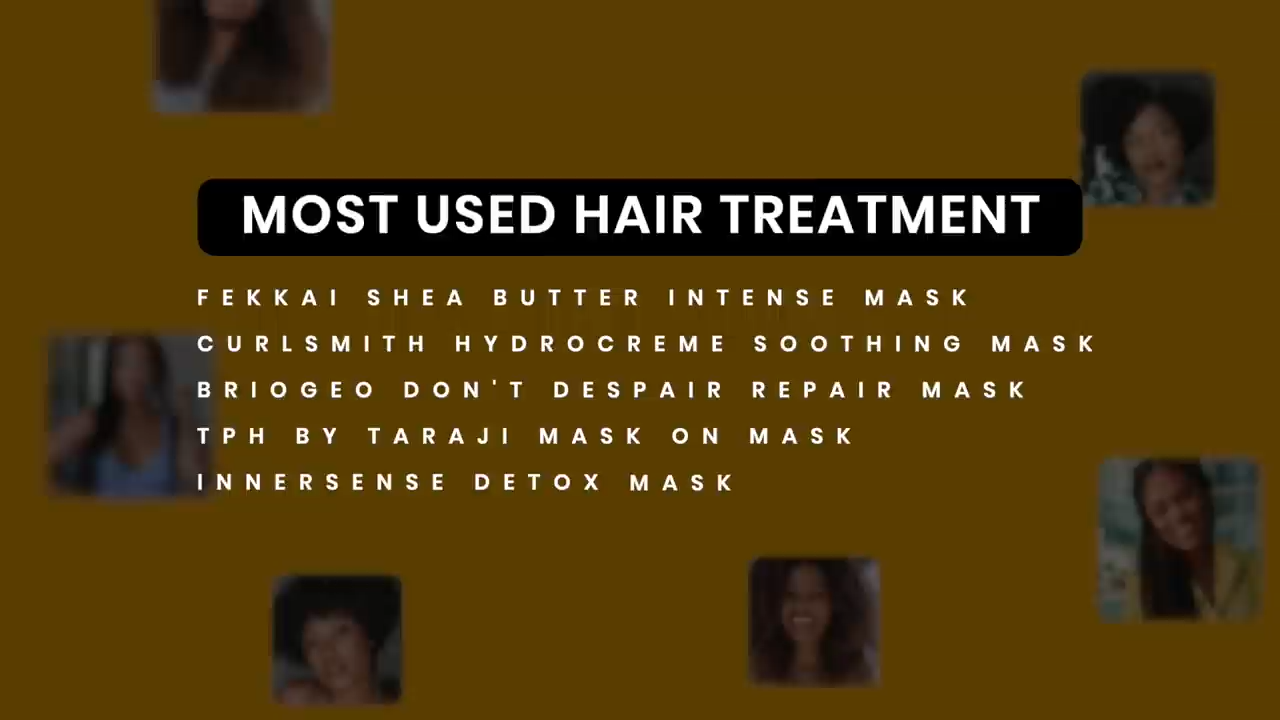 MOST USED HAIR TREATMENT
FEKKAI SHEA BUTTER INTENSE MASK
CURLSMITH HYDROCREME SOOTHING MASK
BRIOGEO DON'T DESPAIR REPAIR MASK
TPH BY TARAJI MASK ON MASK
INNERSENSE DETOX MASK